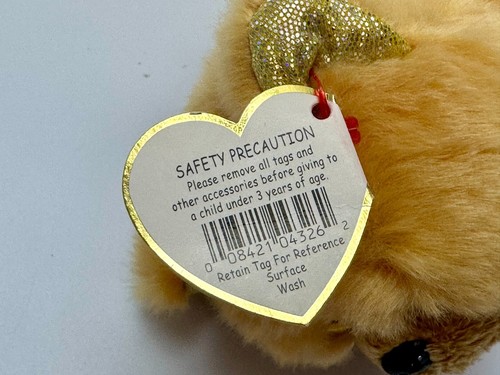 SAFETY PRECAUTION
Please remove all tags and
other accessories before giving to
a child under 3 years of age.
0 08421 04326 2
Retain Tag For Reference
Surface
Wash